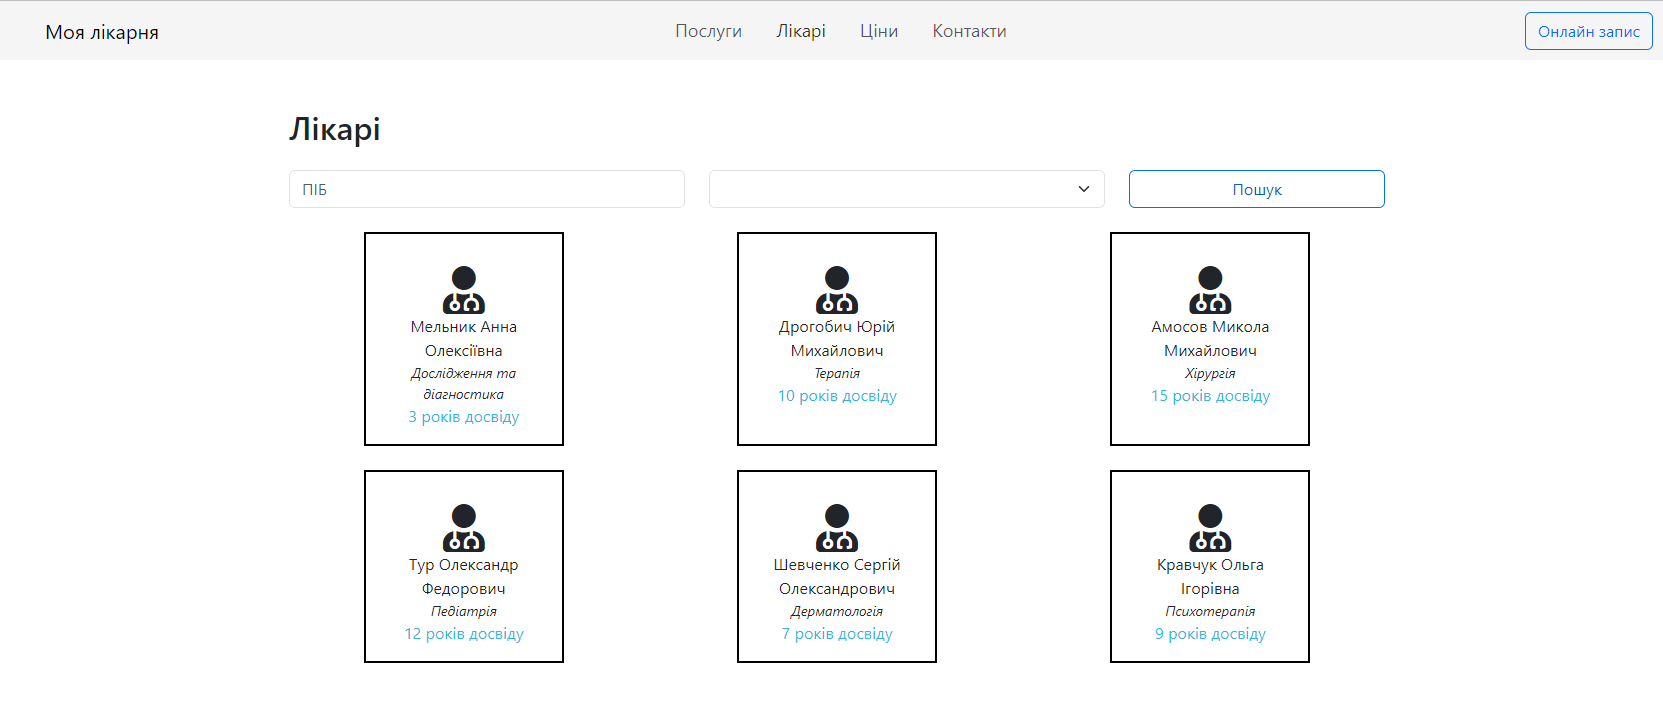 Моя лікарня
Послуги
Лікарі
Ціни
Контакти
Онлайн запис
Лікарі
ПІБ
Пошук
Мельник Анна
Олексіївна
Дослідження та
діагностика
3 років досвіду
Дрогобич Юрій
Михайлович
Терапія
10 років досвіду
Амосов Микола
Михайлович
Хірургія
15 років досвіду
Тур Олександр
Федорович
Педіатрія
12 років досвіду
Шевченко Сергій
Олександрович
Дерматологія
7 років досвіду
Кравчук Ольга
Ігорівна
Психотерапія
9 років досвіду